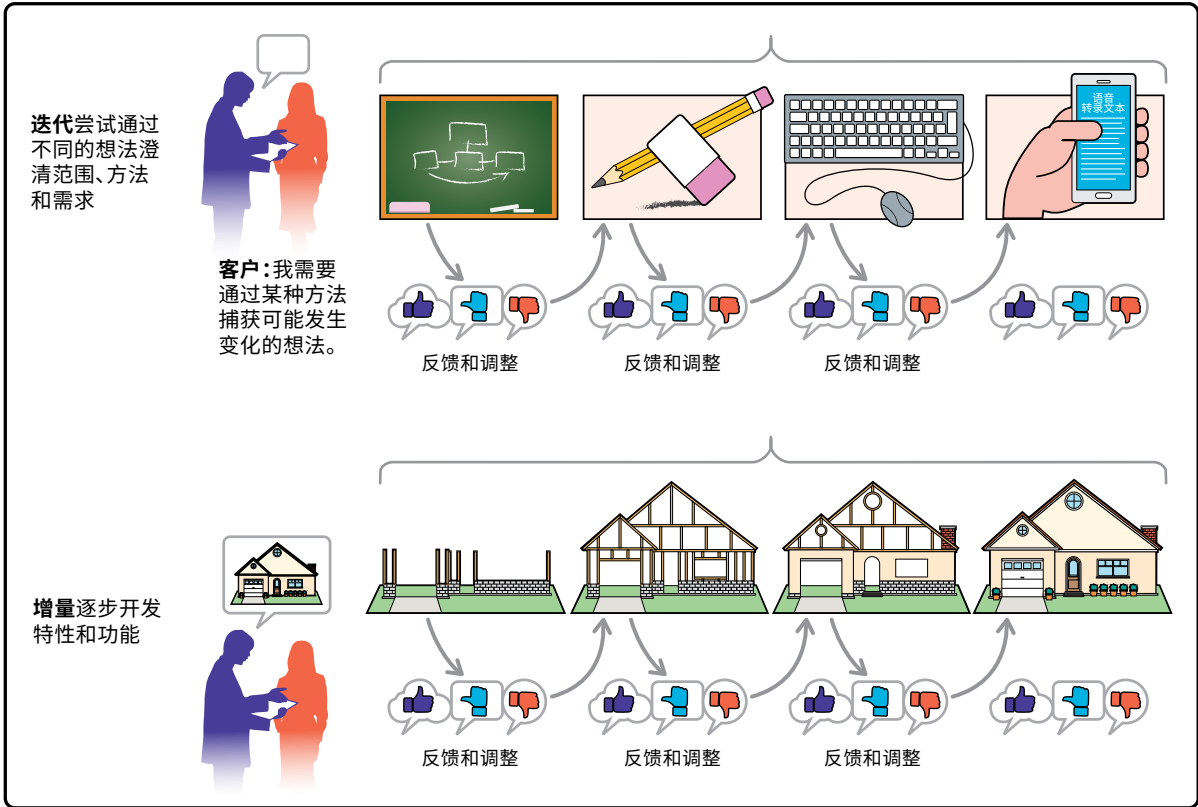 迭代尝试通过
不同的想法澄
清范围、方法
和需求
客户：我需要
通过某种方法
捕获可能发生
变化的想法。
语音
转录文本
反馈和调整
反馈和调整
反馈和调整
增量逐步开发
特性和功能
反馈和调整
反馈和调整
反馈和调整